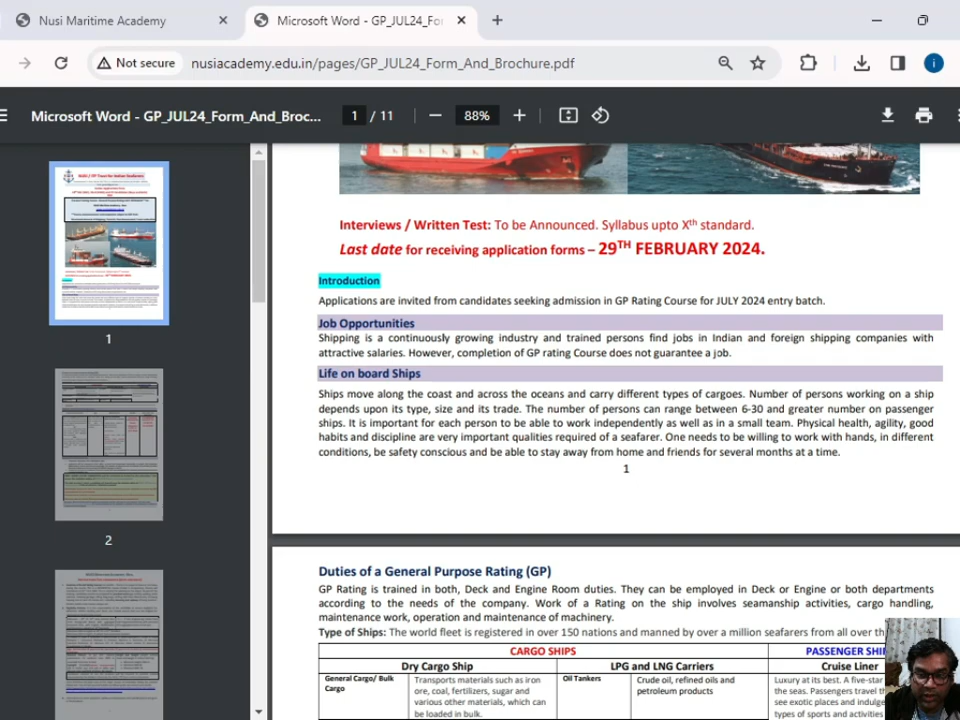 Nusi Maritime Academy
Microsoft Word - GP_JUL24_For
Not secure
nusiacademy.edu.in/pages/GP_JUL24_Form_And_Brochure.pdf
Microsoft Word - GP_JUL24_Form_And_Broc...
1 / 11
88%
Interviews / Written Test: To be Announced. Syllabus upto Xth standard.
Last date for receiving application forms – 29TH FEBRUARY 2024.
Introduction
Applications are invited from candidates seeking admission in GP Rating Course for JULY 2024 entry batch.
Job Opportunities
Shipping is a continuously growing industry and trained persons find jobs in Indian and foreign shipping companies with
attractive salaries. However, completion of GP rating Course does not guarantee a job.
Life on board Ships
Ships move along the coast and across the oceans and carry different types of cargoes. Number of persons working on a ship
depends upon its type, size and its trade. The number of persons can range between 6-30 and greater number on passenger
ships. It is important for each person to be able to work independently as well as in a small team. Physical health, agility, good
habits and discipline are very important qualities required of a seafarer. One needs to be willing to work with hands, in different
conditions, be safety conscious and be able to stay away from home and friends for several months at a time.
1
1
2
Duties of a General Purpose Rating (GP)
GP Rating is trained in both, Deck and Engine Room duties. They can be employed in Deck or Engine or both departments
according to the needs of the company. Work of a Rating on the ship involves seamanship activities, cargo handling,
maintenance work, operation and maintenance of machinery.
Type of Ships: The world fleet is registered in over 150 nations and manned by over a million seafarers from all over th
CARGO SHIPS
PASSENGER SHI
Dry Cargo Ship
LPG and LNG Carriers
Cruise Liner
General Cargo/ Bulk
Cargo
Transports materials such as iron
ore, coal, fertilizers, sugar and
various other materials, which can
be loaded in bulk.
Oil Tankers
Crude oil, refined oils and
petroleum products
Luxury at its best. A five-star
the seas. Passengers travel t
see exotic places and indulge
types of sports and activities